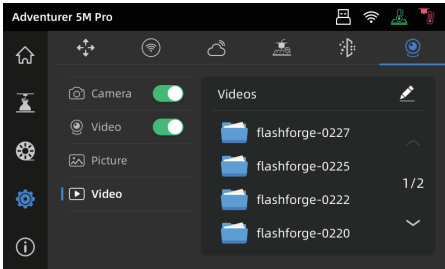 Adventurer 5M Pro
Camera
Video
Picture
Video
Videos
flashforge-0227
flashforge-0225
flashforge-0222
flashforge-0220
1/2